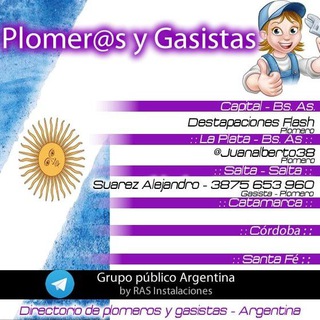 Plomer@s y Gasistas
Capital - Bs. As.
Destapaciones Flash
Plomero
:: La Plata - Bs. As ::
@Juanalberto38
Plomero
:: Salta - Salta ::
Suarez Alejandro - 3875 653 960
Gasista - Plomero
:: Catamarca ::
:: Córdoba ::
:: Santa Fé ::
Grupo público Argentina
by RAS Instalaciones
Directorio de plomeros y gasistas - Argentina